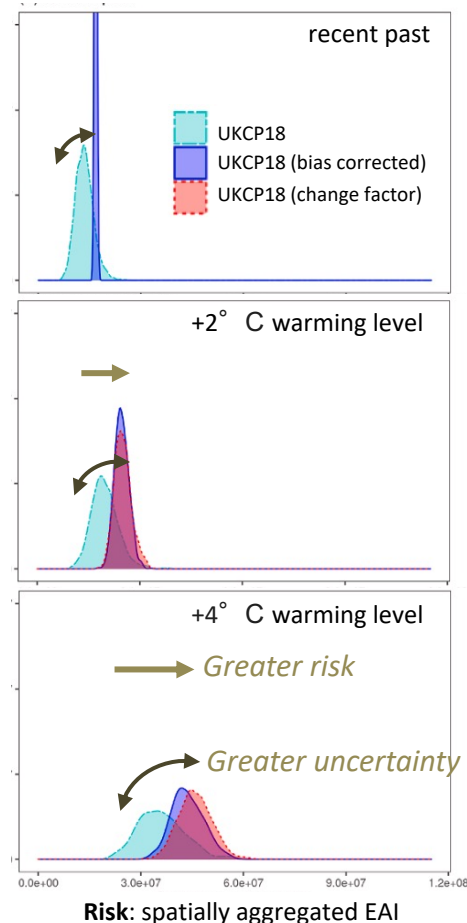 recent past
UKCP18
UKCP18 (bias corrected)
UKCP18 (change factor)
+2° C warming level
+4° C warming level
Greater risk
Greater uncertainty
0.0e+00 3.0e+07 6.0e+07 9.0e+07 1.2e+08
Risk: spatially aggregated EAI